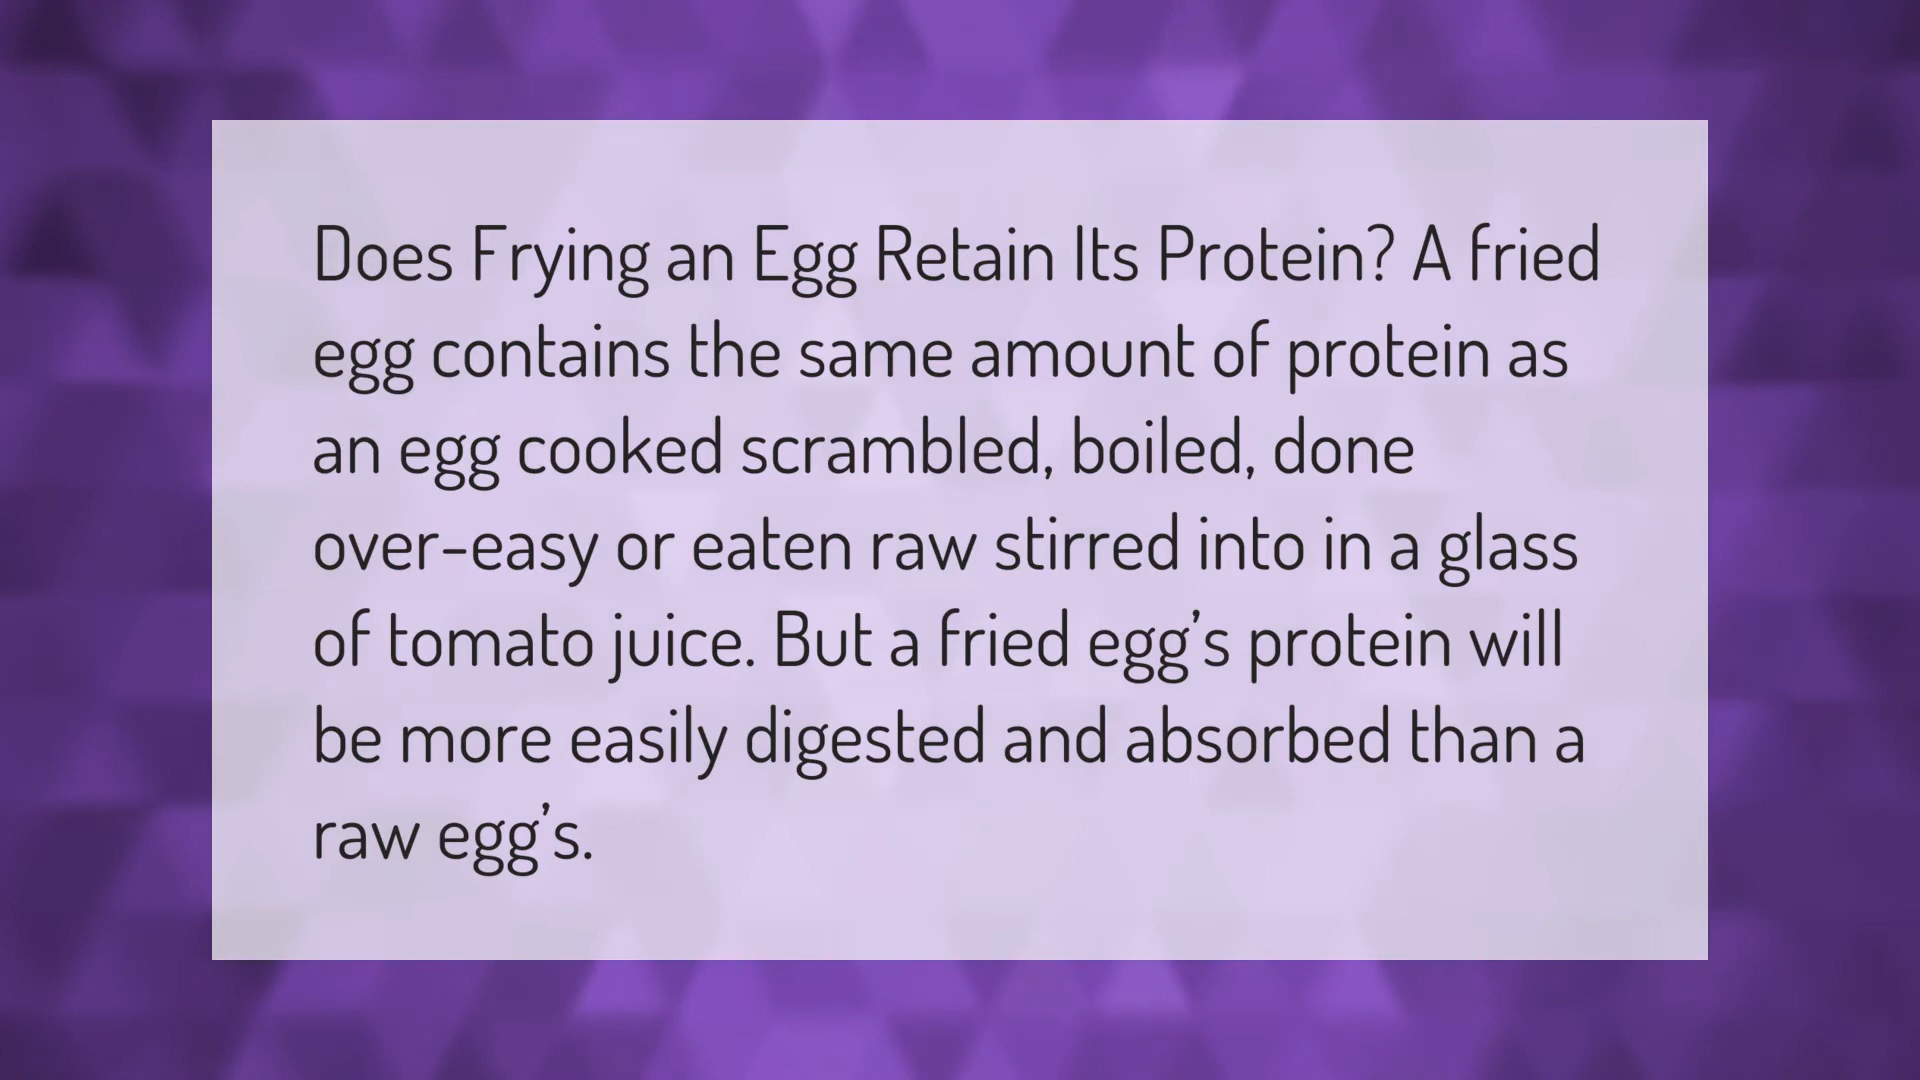 Does Frying an Egg Retain Its Protein? A fried
egg contains the same amount of protein as
an egg cooked scrambled, boiled, done
over-easy or eaten raw stirred into in a glass
of tomato juice. But a fried egg’s protein will
be more easily digested and absorbed than a
raw egg’s.